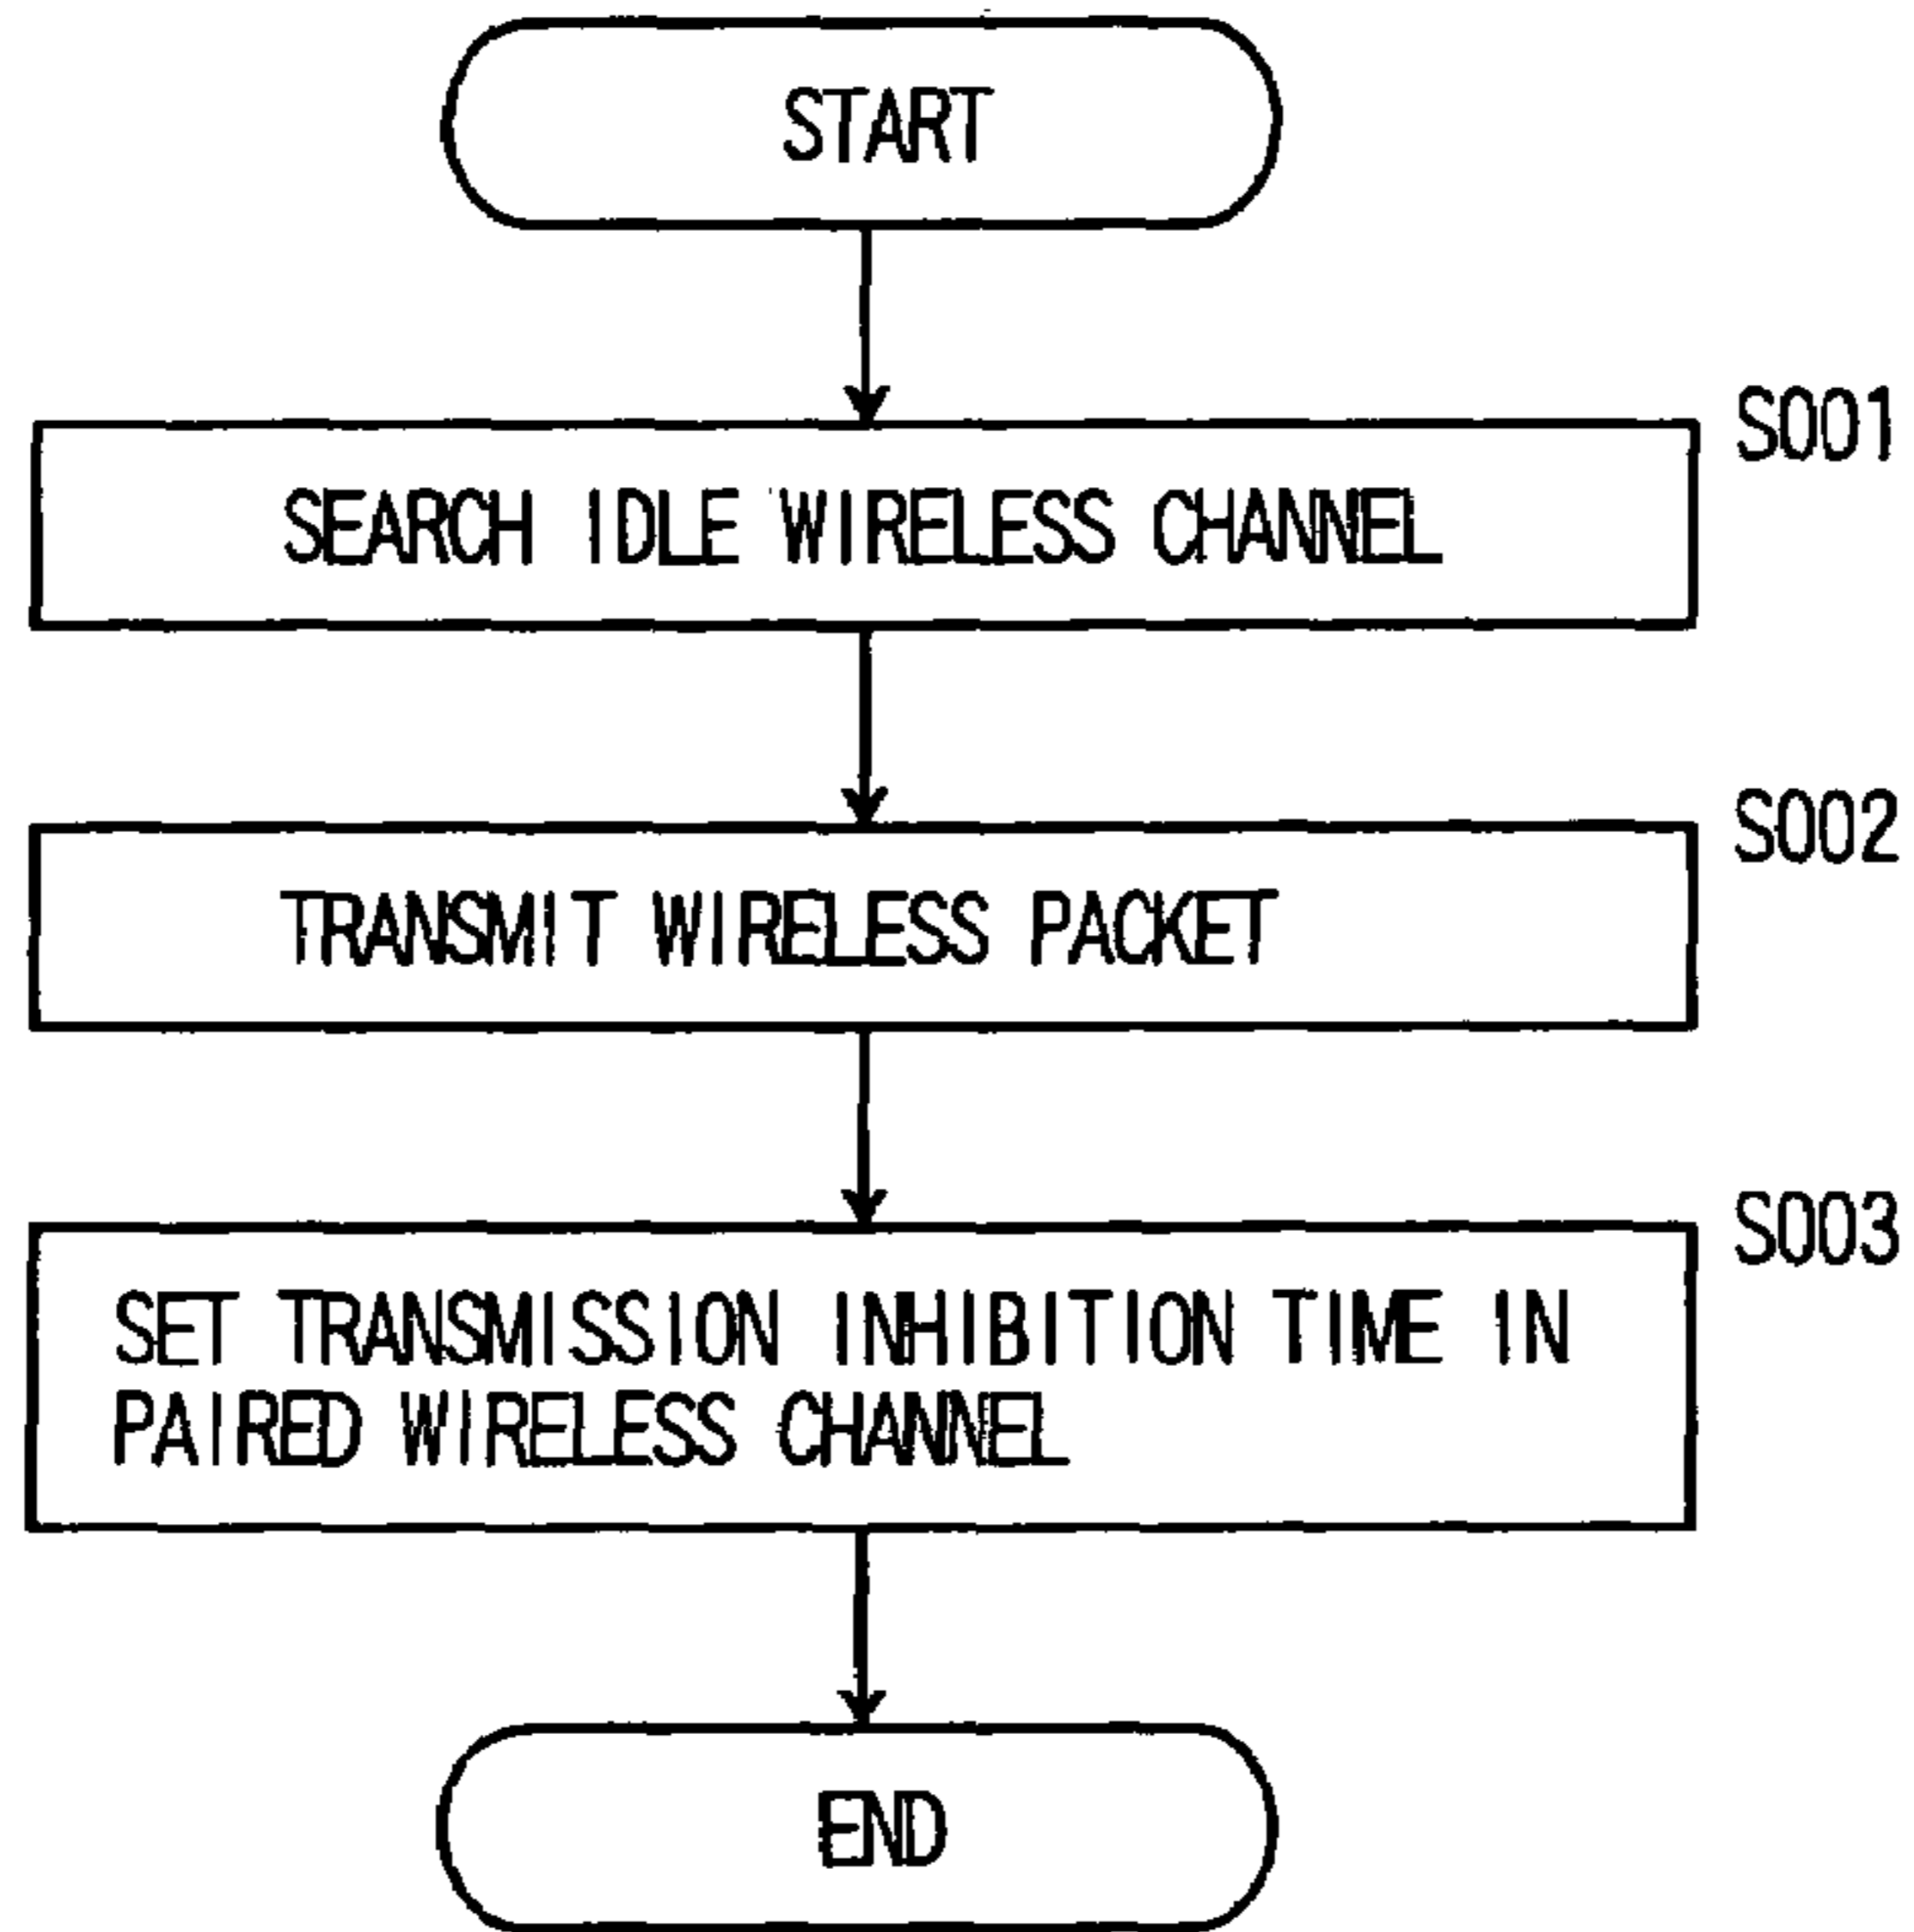 START
S001
SEARCH IDLE WIRELESS CHANNEL
S002
TRANSMIT WIRELESS PACKET
S003
SET TRANSMISSION INHIBITION TIME IN
PAIRED WIRELESS CHANNEL
END